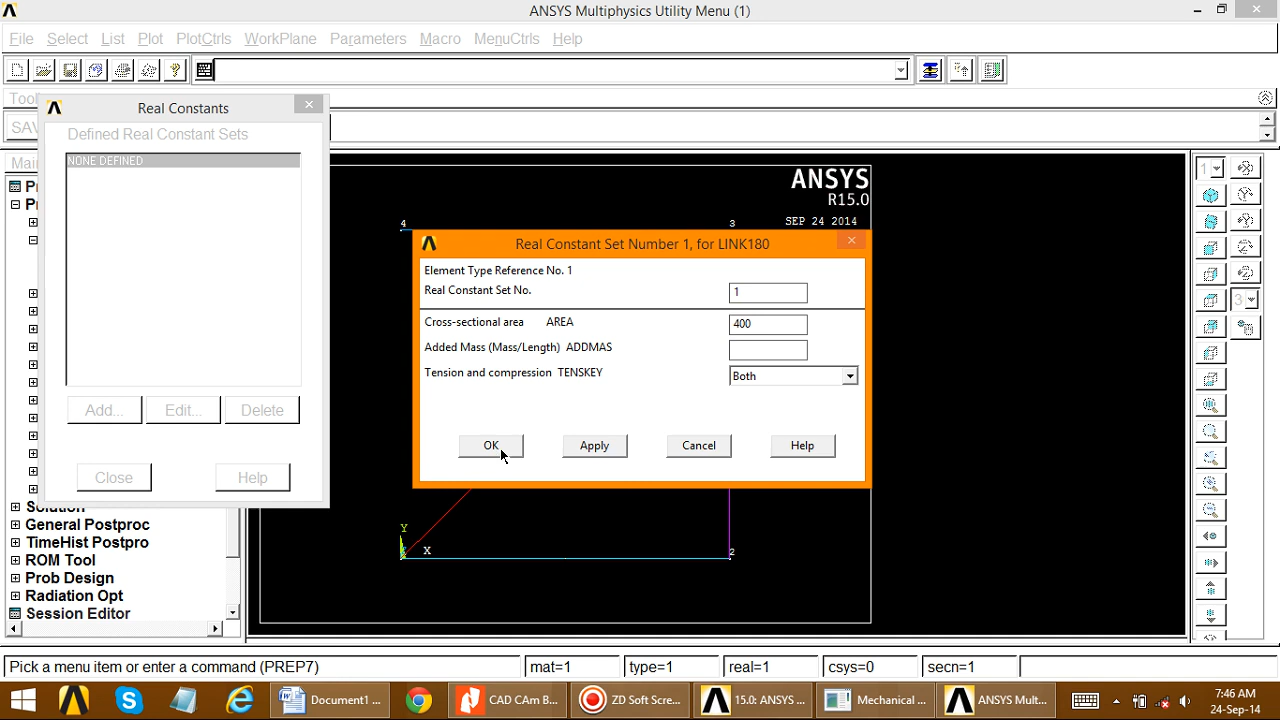 ANSYS Multiphysics Utility Menu (1)
File Select List Plot PlotCtrls WorkPlane Parameters Macro MenuCtrls Help
Real Constants
Defined Real Constant Sets
NONE DEFINED
Add... Edit... Delete
Close Help
ANSYS
R15.0
SEP 24 2014
4 3
Real Constant Set Number 1, for LINK180
Element Type Reference No. 1
Real Constant Set No. 1
Cross-sectional area AREA 400
Added Mass (Mass/Length) ADDMAS
Tension and compression TENSKEY Both
OK Apply Cancel Help
Y
X 2
1
3
Solution
General Postproc
TimeHist Postpro
ROM Tool
Prob Design
Radiation Opt
Session Editor
Pick a menu item or enter a command (PREP7) mat=1 type=1 real=1 csys=0 secn=1
Document1 ... CAD CAm B... ZD Soft Scre... 15.0: ANSYS ... Mechanical ... ANSYS Mult...
7:46 AM
24-Sep-14